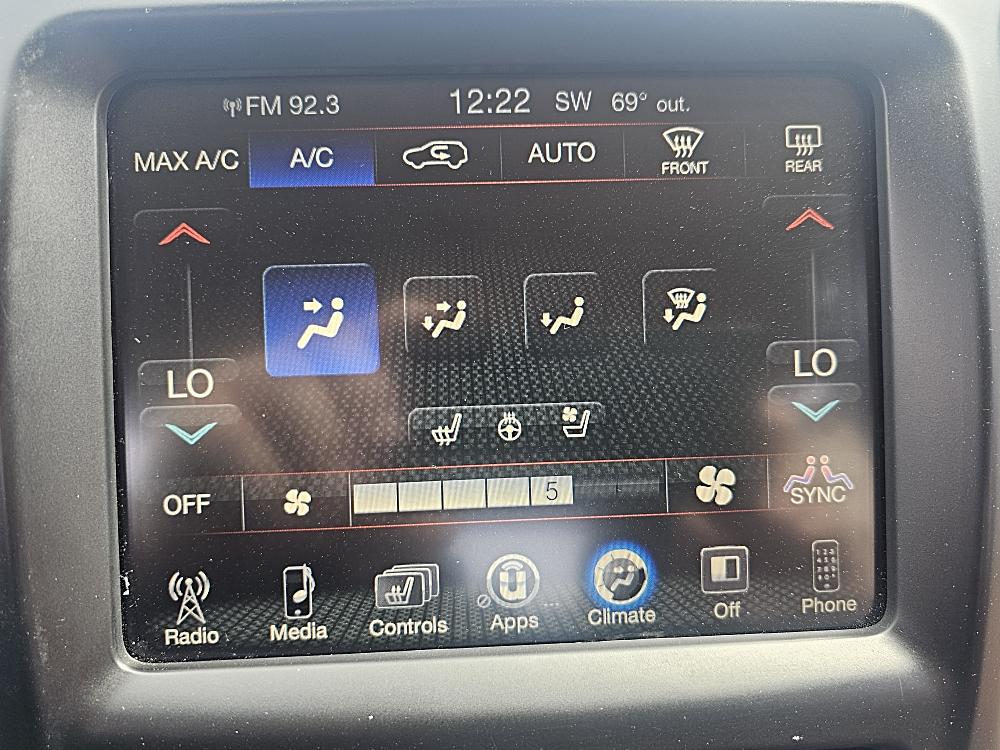 FM 92.3 12:22 SW 69° out.
MAX A/C A/C AUTO FRONT REAR
LO LO
OFF 5 SYNC
Radio Media Controls Apps Climate Off Phone